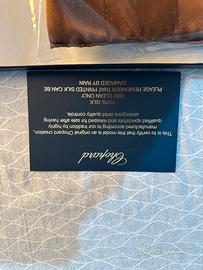 Chopard
This is to certify that this model is an original Chopard creation,
manufactured according to our tradition by highly
qualified specialists and released for sale after having
undergone strict quality controls.
100% SILK
DRY CLEAN ONLY
PLEASE REMEMBER THAT PRINTED SILK CAN BE
DAMAGED BY RAIN